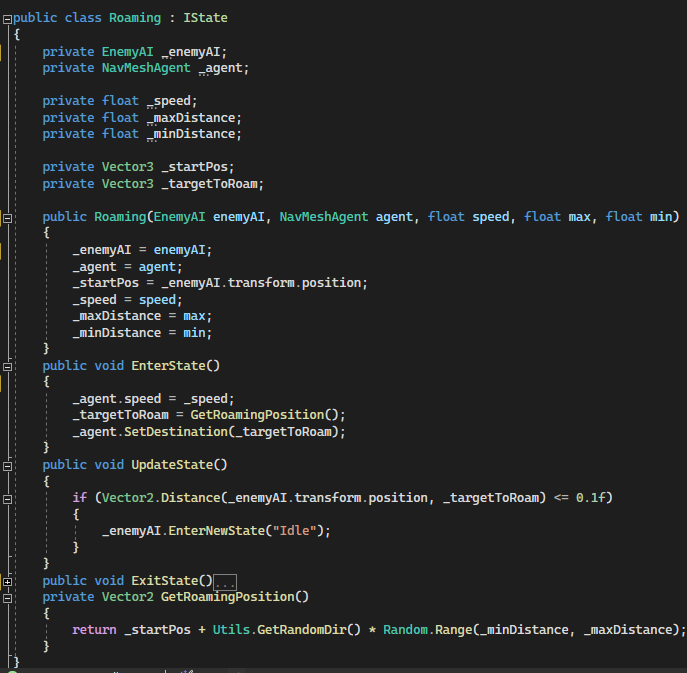 public class Roaming : IState
{
    private EnemyAI _enemyAI;
    private NavMeshAgent _agent;

    private float _speed;
    private float _maxDistance;
    private float _minDistance;

    private Vector3 _startPos;
    private Vector3 _targetToRoam;

    public Roaming(EnemyAI enemyAI, NavMeshAgent agent, float speed, float max, float min)
    {
        _enemyAI = enemyAI;
        _agent = agent;
        _startPos = _enemyAI.transform.position;
        _speed = speed;
        _maxDistance = max;
        _minDistance = min;
    }
    public void EnterState()
    {
        _agent.speed = _speed;
        _targetToRoam = GetRoamingPosition();
        _agent.SetDestination(_targetToRoam);
    }
    public void UpdateState()
    {
        if (Vector2.Distance(_enemyAI.transform.position, _targetToRoam) <= 0.1f)
        {
            _enemyAI.EnterNewState("Idle");
        }
    }
    public void ExitState()...
    private Vector2 GetRoamingPosition()
    {
        return _startPos + Utils.GetRandomDir() * Random.Range(_minDistance, _maxDistance);
    }
}